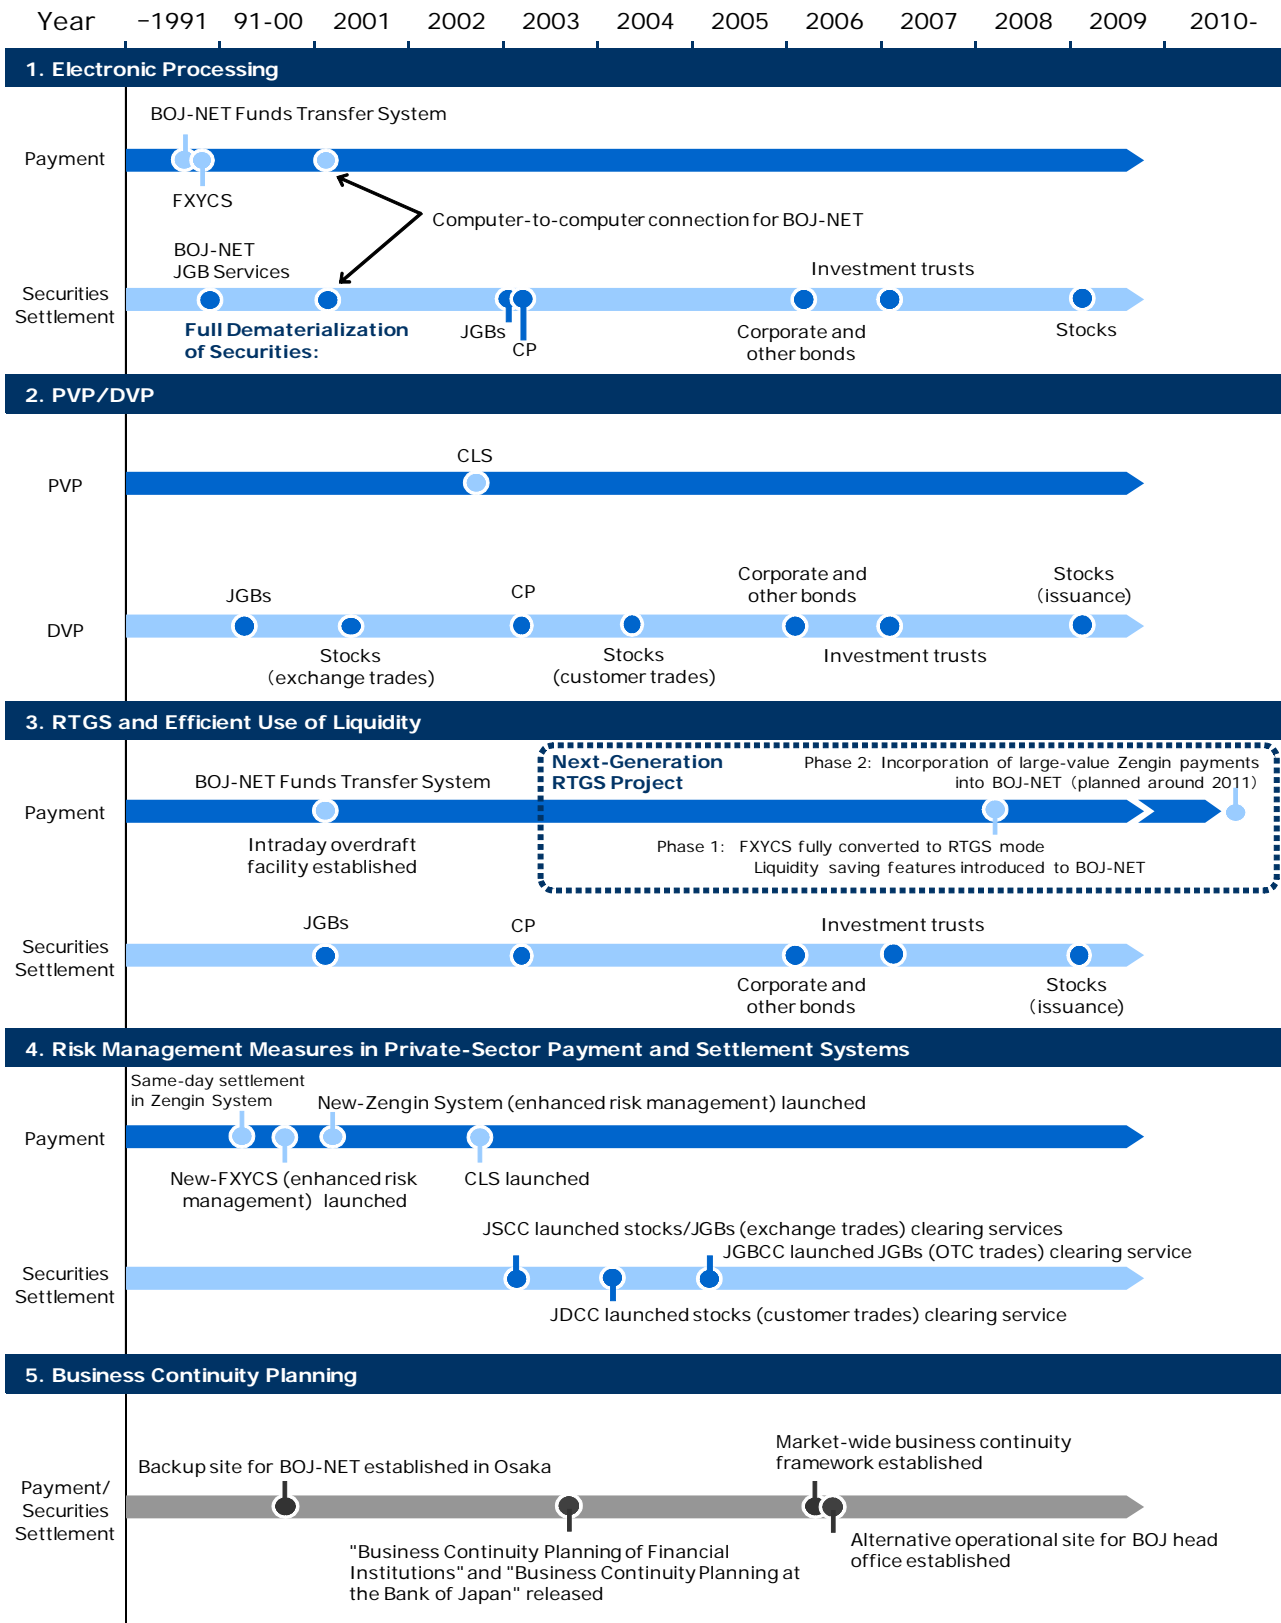 Year −1991 91-00 2001 2002 2003 2004 2005 2006 2007 2008 2009 2010-
1. Electronic Processing
BOJ-NET Funds Transfer System
Payment
FXYCS
Computer-to-computer connection for BOJ-NET
BOJ-NET
JGB Services
Investment trusts
Securities
Settlement
Full Dematerialization
of Securities:
JGBs
CP
Corporate and
other bonds
Stocks
2. PVP/DVP
CLS
PVP
JGBs
CP
Corporate and
other bonds
Stocks
(issuance)
DVP
Stocks
(exchange trades)
Stocks
(customer trades)
Investment trusts
3. RTGS and Efficient Use of Liquidity
Next-Generation
RTGS Project
Phase 2: Incorporation of large-value Zengin payments
into BOJ-NET (planned around 2011)
BOJ-NET Funds Transfer System
Payment
Intraday overdraft
facility established
Phase 1: FXYCS fully converted to RTGS mode
Liquidity saving features introduced to BOJ-NET
JGBs
CP
Investment trusts
Securities
Settlement
Corporate and
other bonds
Stocks
(issuance)
4. Risk Management Measures in Private-Sector Payment and Settlement Systems
Same-day settlement
in Zengin System
New-Zengin System (enhanced risk management) launched
Payment
New-FXYCS (enhanced risk
management) launched
CLS launched
JSCC launched stocks/JGBs (exchange trades) clearing services
JGBCC launched JGBs (OTC trades) clearing service
Securities
Settlement
JDCC launched stocks (customer trades) clearing service
5. Business Continuity Planning
Market-wide business continuity
framework established
Backup site for BOJ-NET established in Osaka
Payment/
Securities
Settlement
Alternative operational site for BOJ head
office established
"Business Continuity Planning of Financial
Institutions" and "Business Continuity Planning at
the Bank of Japan" released